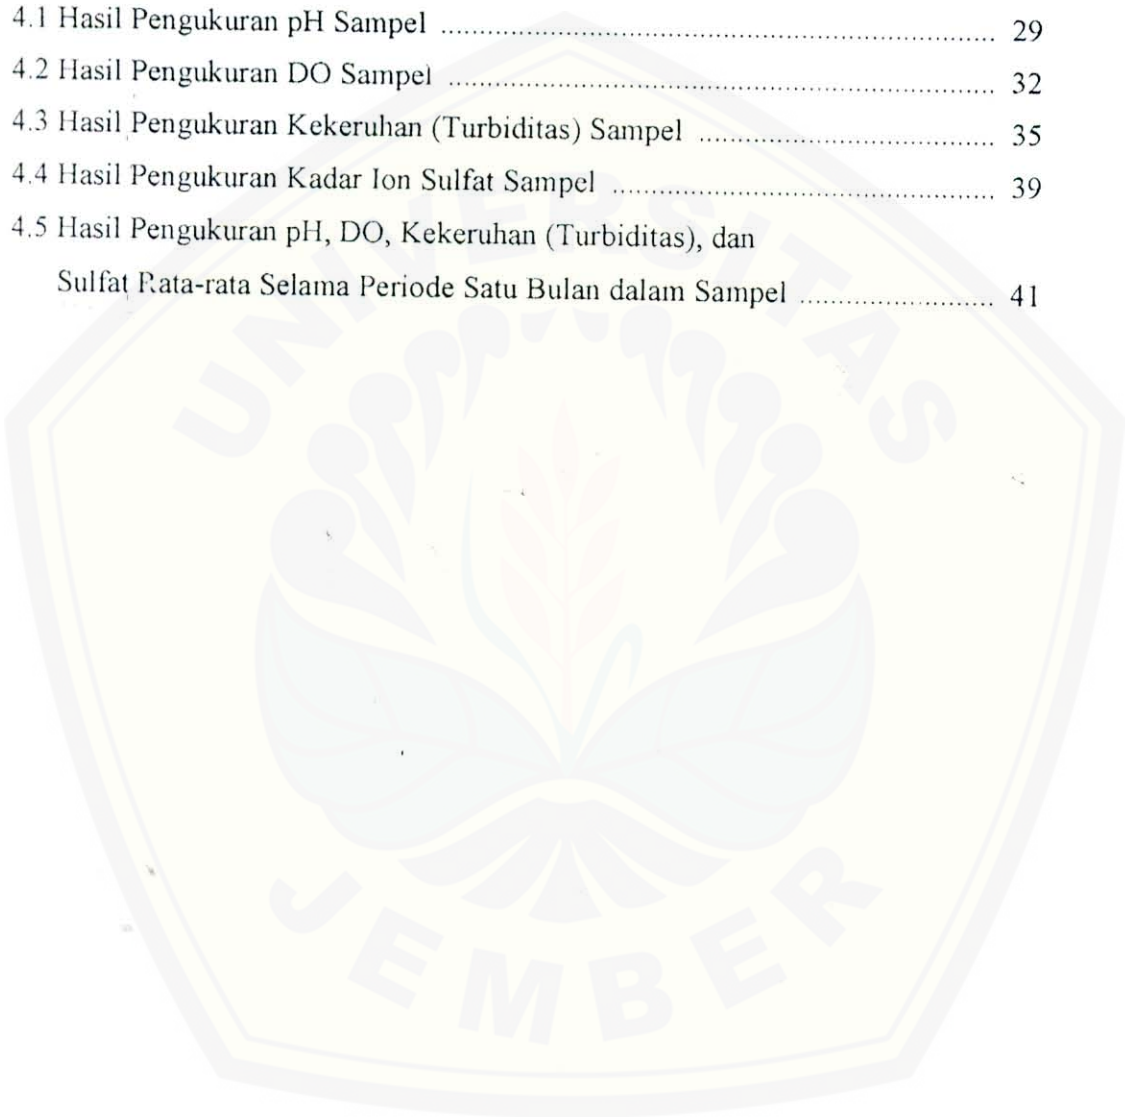 4.1 Hasil Pengukuran pH Sampel ........................................................................ 29
4.2 Hasil Pengukuran DO Sampel ....................................................................... 32
4.3 Hasil Pengukuran Kekeruhan (Turbiditas) Sampel ...................................... 35
4.4 Hasil Pengukuran Kadar Ion Sulfat Sampel ................................................. 39
4.5 Hasil Pengukuran pH, DO, Kekeruhan (Turbiditas), dan
Sulfat Rata-rata Selama Periode Satu Bulan dalam Sampel ......................... 41
UNIVERSITAS
JEMBER